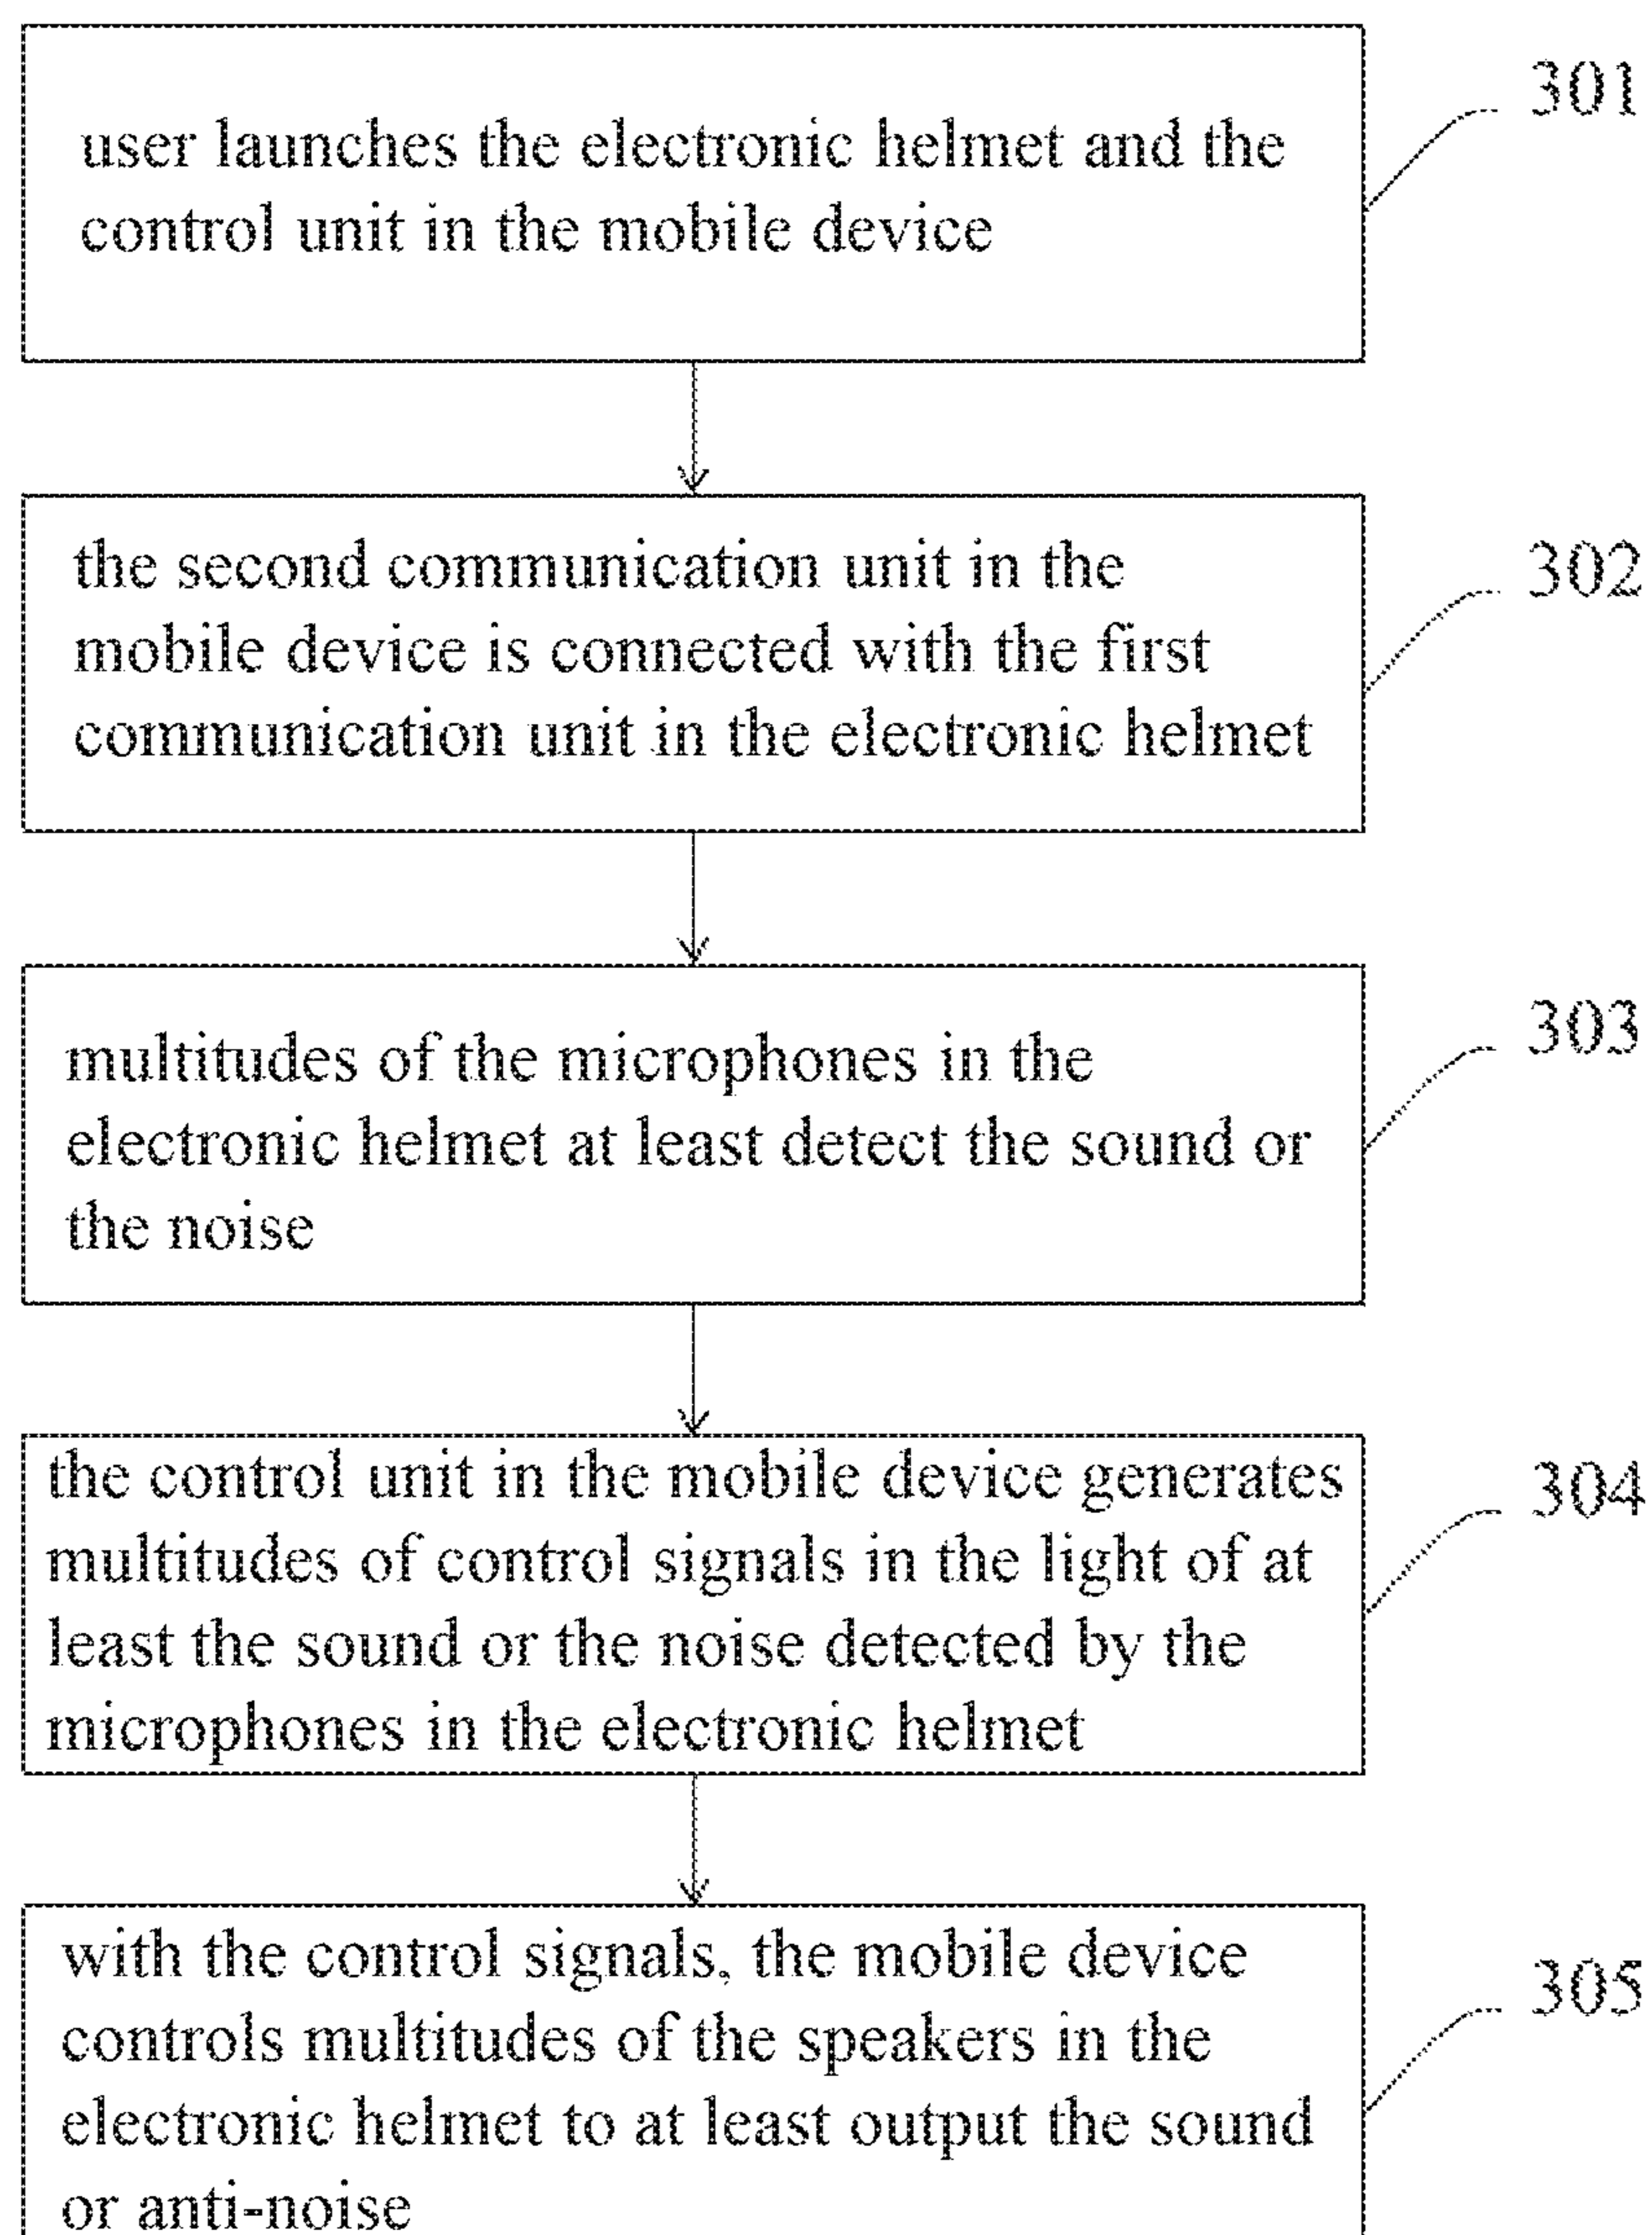 301
user launches the electronic helmet and the
control unit in the mobile device
302
the second communication unit in the
mobile device is connected with the first
communication unit in the electronic helmet
303
multitudes of the microphones in the
electronic helmet at least detect the sound or
the noise
304
the control unit in the mobile device generates
multitudes of control signals in the light of at
least the sound or the noise detected by the
microphones in the electronic helmet
305
with the control signals, the mobile device
controls multitudes of the speakers in the
electronic helmet to at least output the sound
or anti-noise